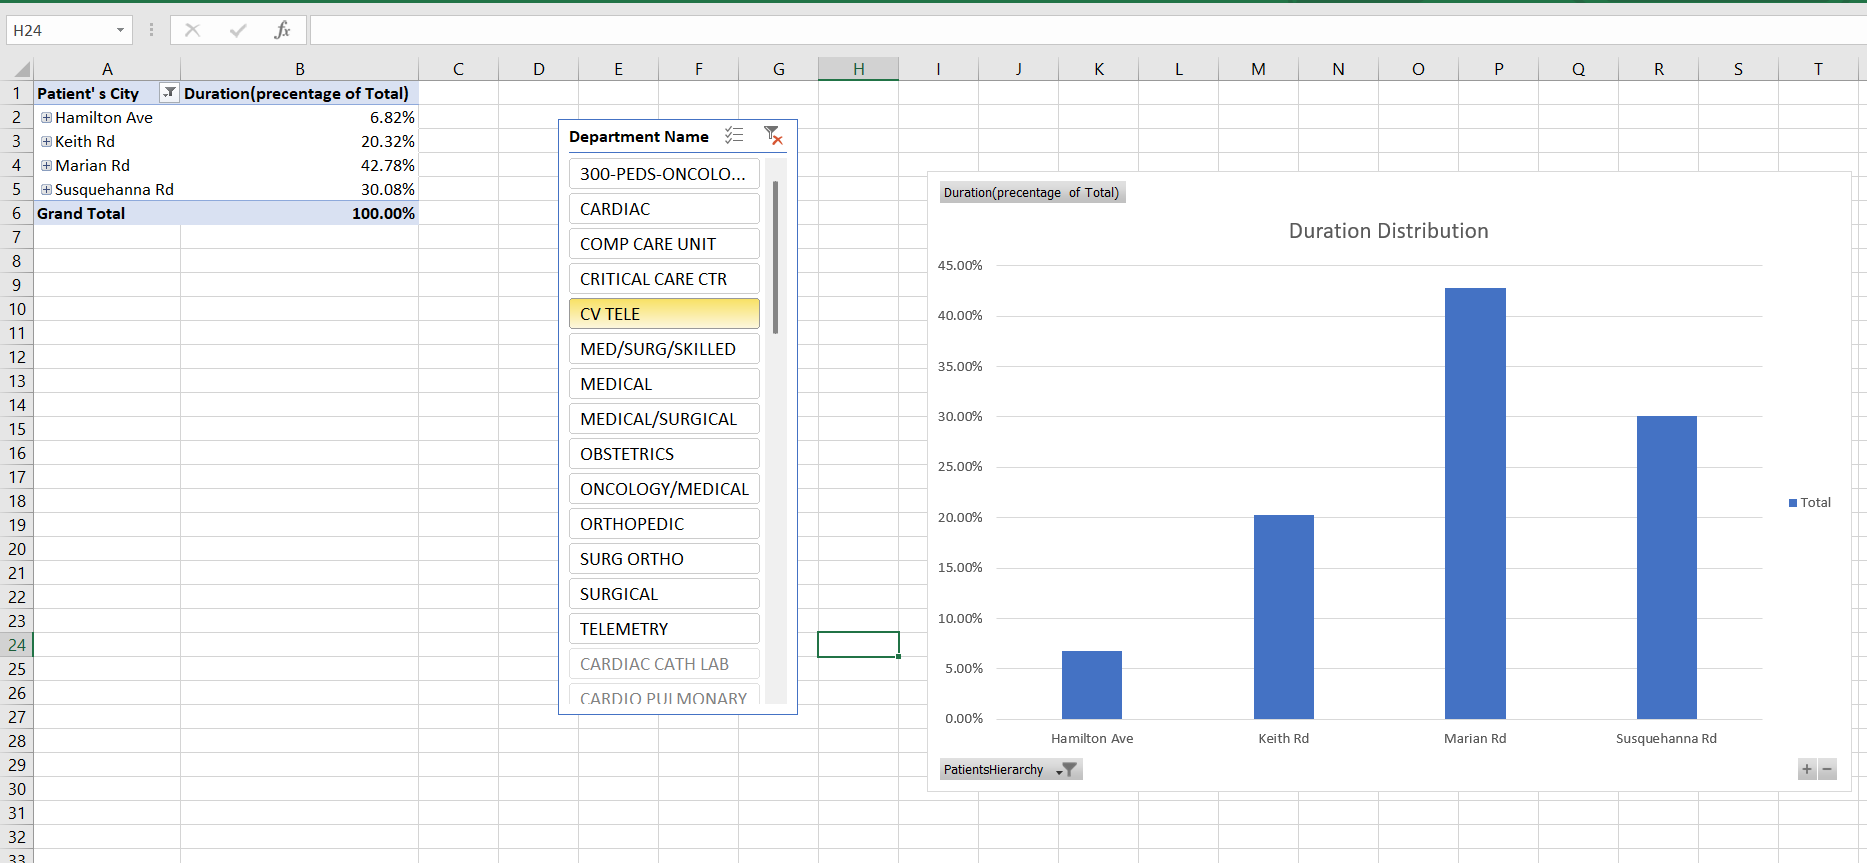 H24
fx
A B C D E F G H I J K L M N O P Q R S T
1 Patient' s City Duration(precentage of Total)
2 Hamilton Ave 6.82%
3 Keith Rd 20.32%
4 Marian Rd 42.78%
5 Susquehanna Rd 30.08%
6 Grand Total 100.00%
7
8
9
10
11
12
13
14
15
16
17
18
19
20
21
22
23
24
25
26
27
28
29
30
31
32
33
Department Name
300-PEDS-ONCOLO...
CARDIAC
COMP CARE UNIT
CRITICAL CARE CTR
CV TELE
MED/SURG/SKILLED
MEDICAL
MEDICAL/SURGICAL
OBSTETRICS
ONCOLOGY/MEDICAL
ORTHOPEDIC
SURG ORTHO
SURGICAL
TELEMETRY
CARDIAC CATH LAB
CARDIO PULMONARY
Duration(precentage of Total)
Duration Distribution
45.00%
40.00%
35.00%
30.00%
25.00%
20.00%
15.00%
10.00%
5.00%
0.00%
Hamilton Ave Keith Rd Marian Rd Susquehanna Rd
Total
PatientsHierarchy
+ −